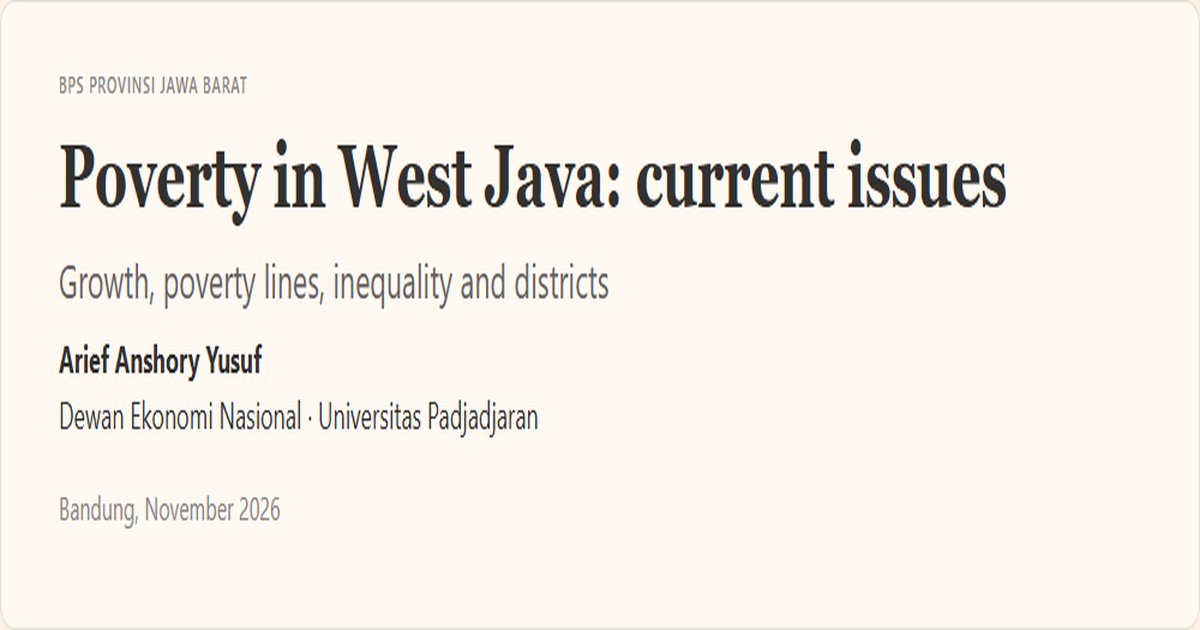 BPS PROVINSI JAWA BARAT
Poverty in West Java: current issues
Growth, poverty lines, inequality and districts
Arief Anshory Yusuf
Dewan Ekonomi Nasional · Universitas Padjadjaran
Bandung, November 2026